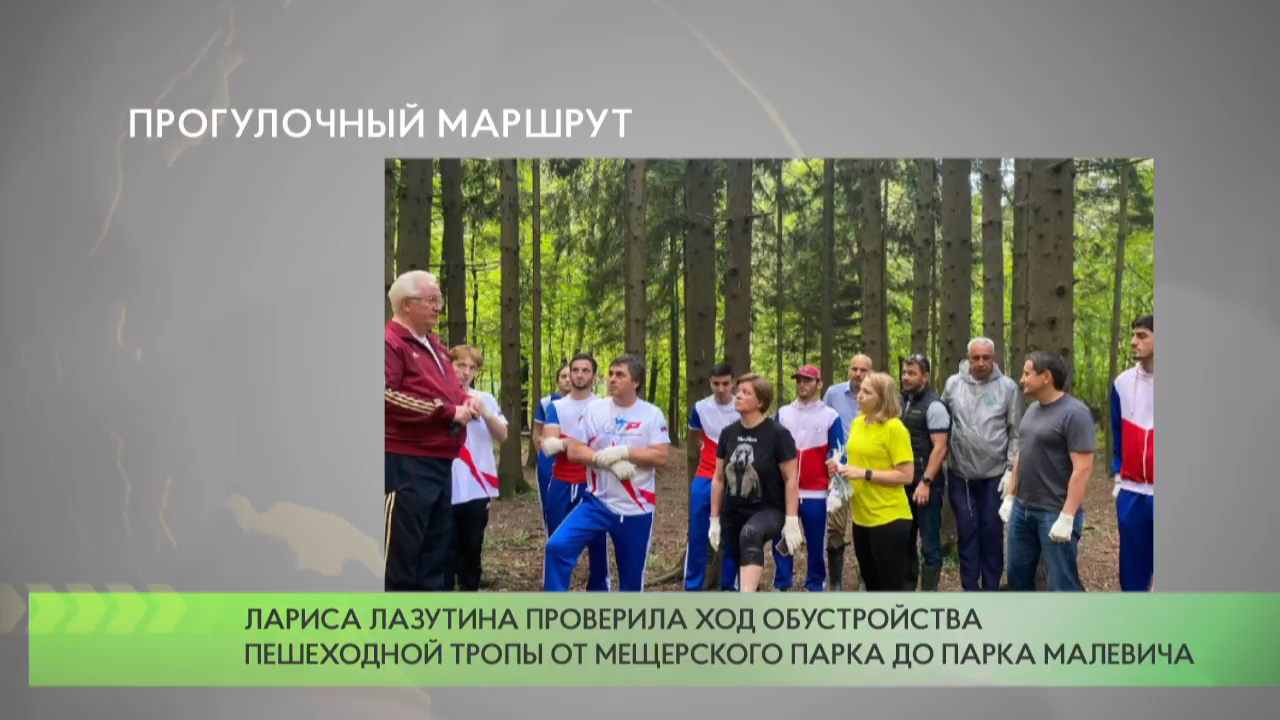 ПРОГУЛОЧНЫЙ МАРШРУТ
ЛАРИСА ЛАЗУТИНА ПРОВЕРИЛА ХОД ОБУСТРОЙСТВА
ПЕШЕХОДНОЙ ТРОПЫ ОТ МЕЩЕРСКОГО ПАРКА ДО ПАРКА МАЛЕВИЧА